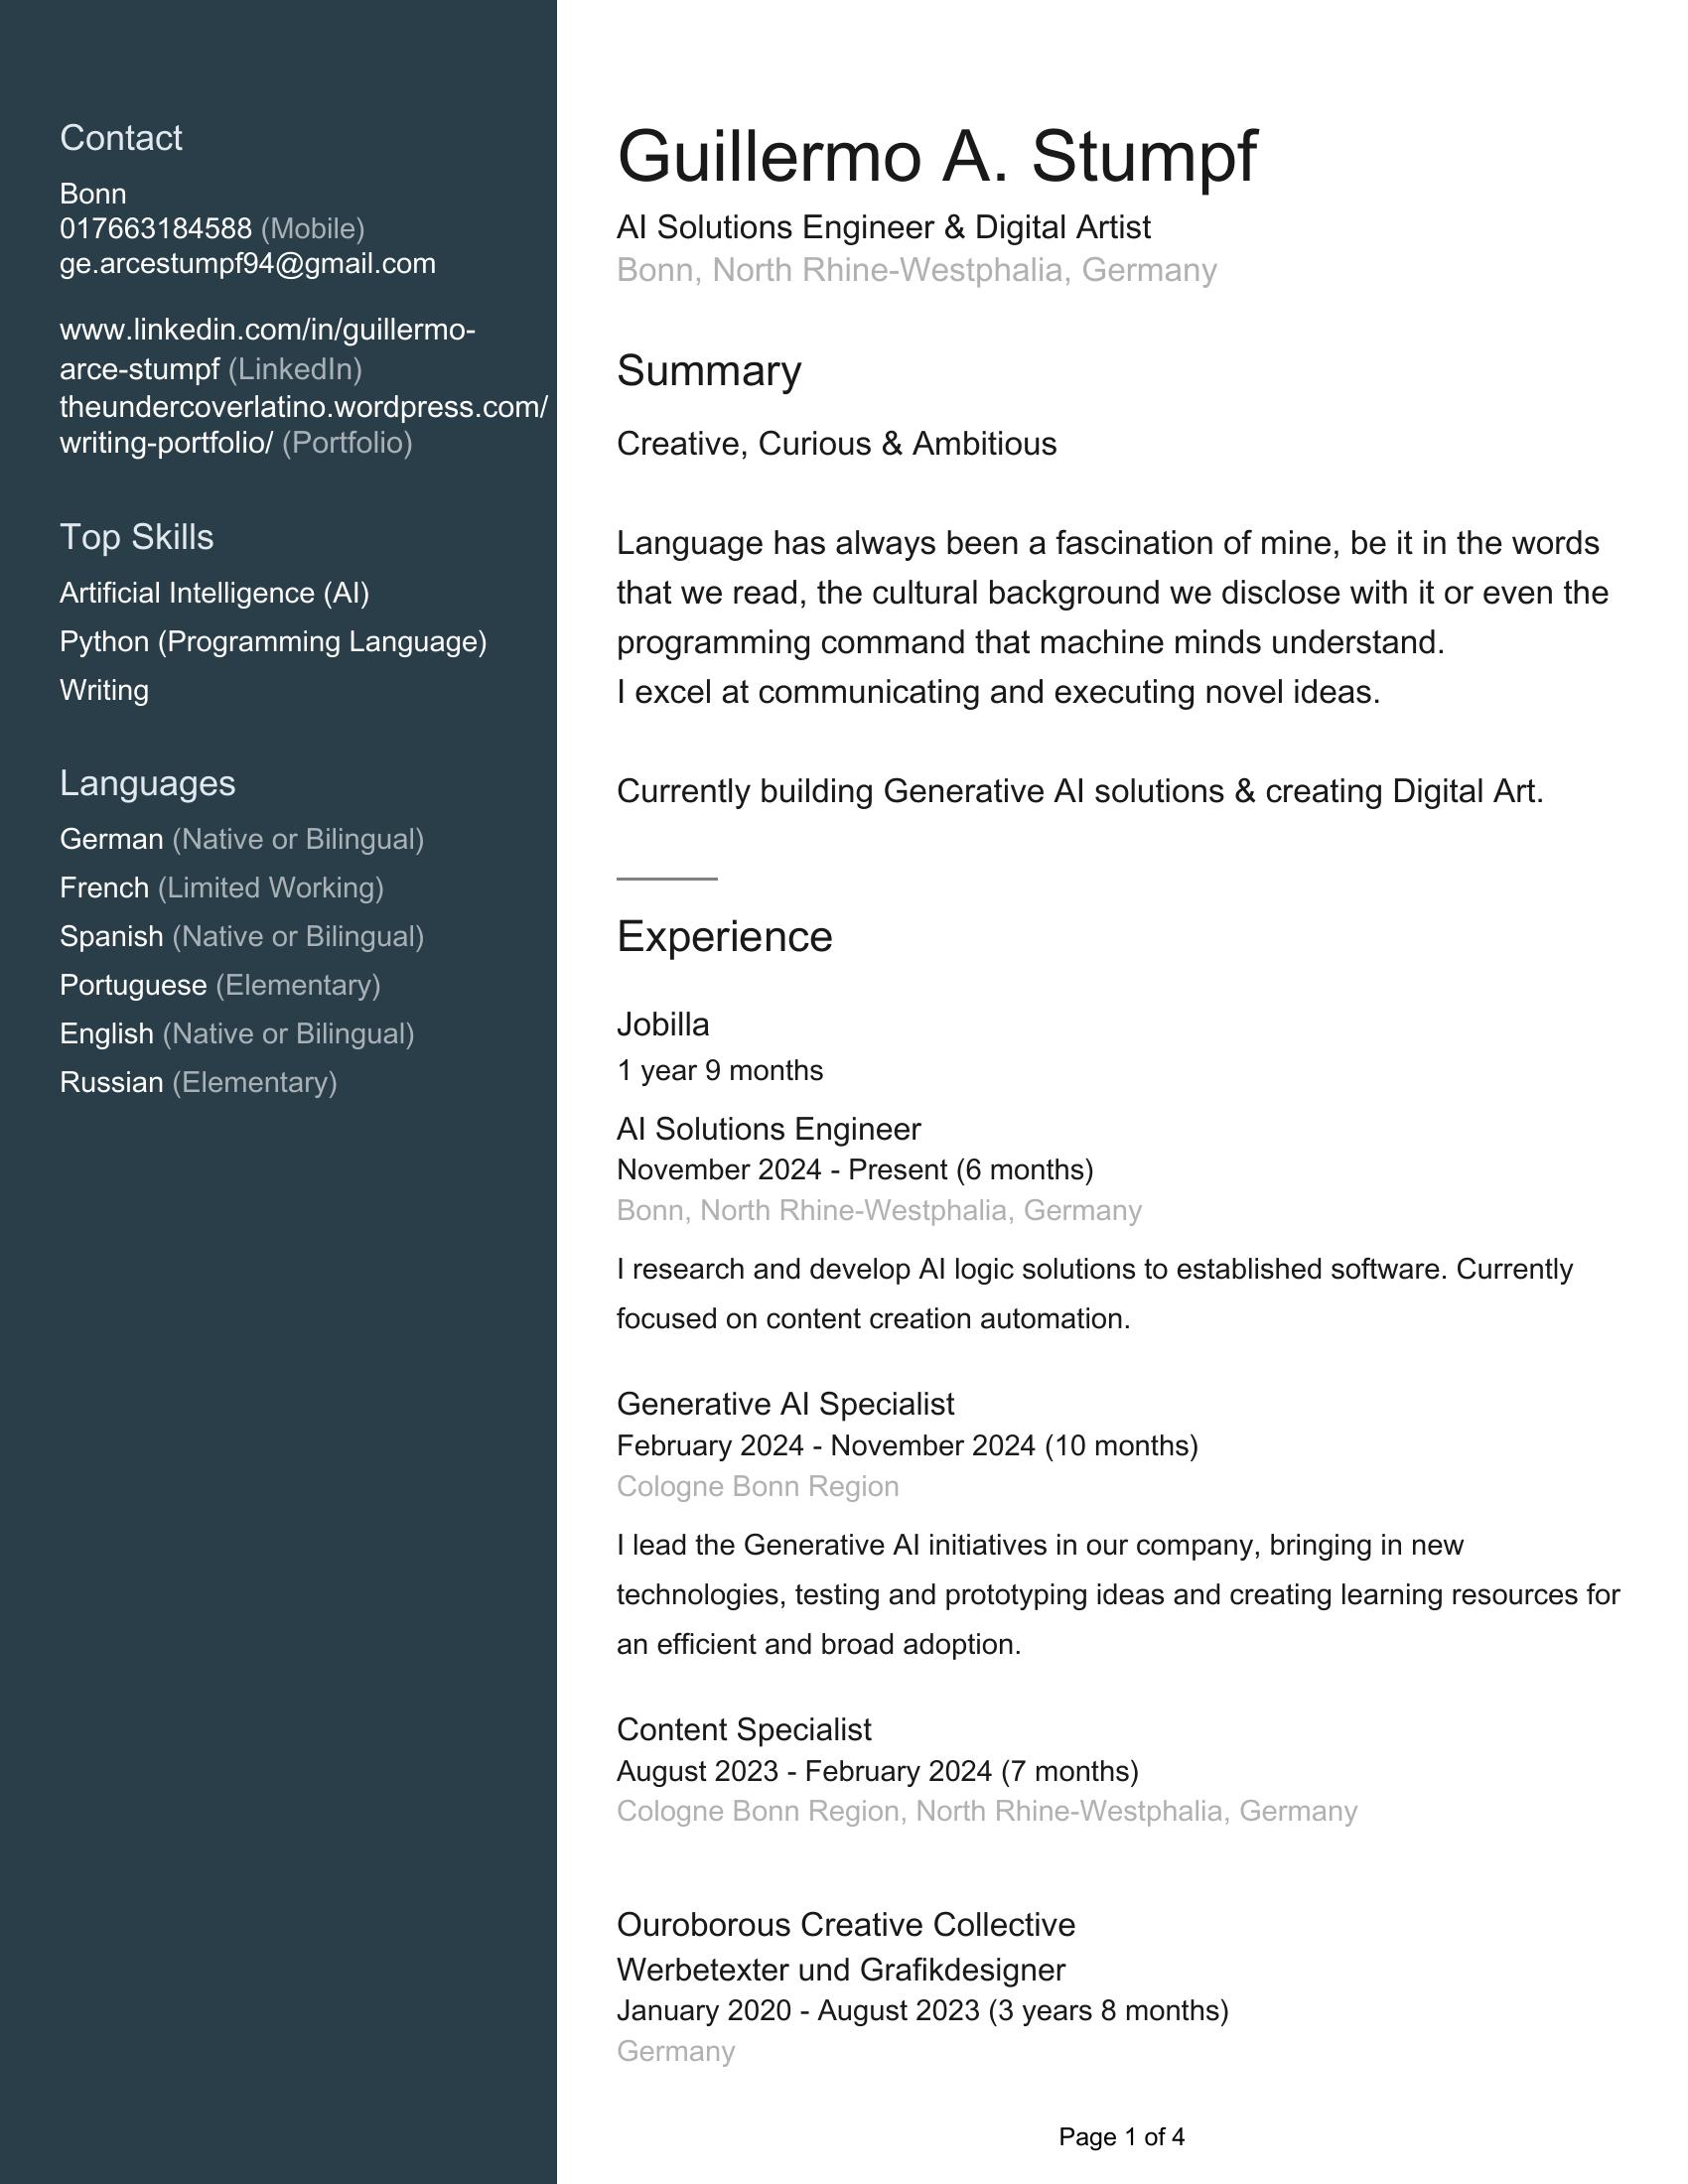 Contact
Bonn
017663184588 (Mobile)
ge.arcestumpf94@gmail.com
www.linkedin.com/in/guillermo-
arce-stumpf (LinkedIn)
theundercoverlatino.wordpress.com/
writing-portfolio/ (Portfolio)
Top Skills
Artificial Intelligence (AI)
Python (Programming Language)
Writing
Languages
German (Native or Bilingual)
French (Limited Working)
Spanish (Native or Bilingual)
Portuguese (Elementary)
English (Native or Bilingual)
Russian (Elementary)
Guillermo A. Stumpf
AI Solutions Engineer & Digital Artist
Bonn, North Rhine-Westphalia, Germany
Summary
Creative, Curious & Ambitious
Language has always been a fascination of mine, be it in the words
that we read, the cultural background we disclose with it or even the
programming command that machine minds understand.
I excel at communicating and executing novel ideas.
Currently building Generative AI solutions & creating Digital Art.
Experience
Jobilla
1 year 9 months
AI Solutions Engineer
November 2024 - Present (6 months)
Bonn, North Rhine-Westphalia, Germany
I research and develop AI logic solutions to established software. Currently
focused on content creation automation.
Generative AI Specialist
February 2024 - November 2024 (10 months)
Cologne Bonn Region
I lead the Generative AI initiatives in our company, bringing in new
technologies, testing and prototyping ideas and creating learning resources for
an efficient and broad adoption.
Content Specialist
August 2023 - February 2024 (7 months)
Cologne Bonn Region, North Rhine-Westphalia, Germany
Ouroborous Creative Collective
Werbetexter und Grafikdesigner
January 2020 - August 2023 (3 years 8 months)
Germany
Page 1 of 4